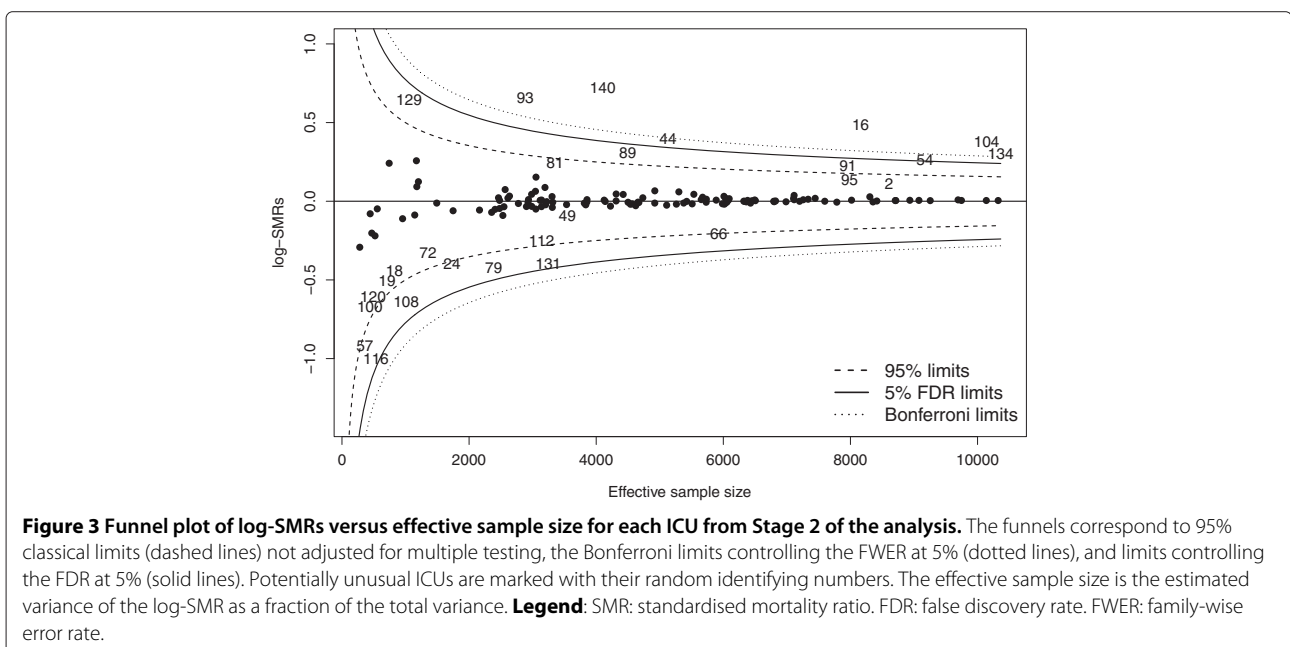 1.0
0.5
0.0
−0.5
−1.0
log−SMRs
140
93
129
16
44
104
89
134
54
81
91
95
2
49
66
112
72
24
79
131
18
19
120
100
108
57
116
95% limits
5% FDR limits
Bonferroni limits
0 2000 4000 6000 8000 10000
Effective sample size
Figure 3 Funnel plot of log-SMRs versus effective sample size for each ICU from Stage 2 of the analysis. The funnels correspond to 95%
classical limits (dashed lines) not adjusted for multiple testing, the Bonferroni limits controlling the FWER at 5% (dotted lines), and limits controlling
the FDR at 5% (solid lines). Potentially unusual ICUs are marked with their random identifying numbers. The effective sample size is the estimated
variance of the log-SMR as a fraction of the total variance. Legend: SMR: standardised mortality ratio. FDR: false discovery rate. FWER: family-wise
error rate.